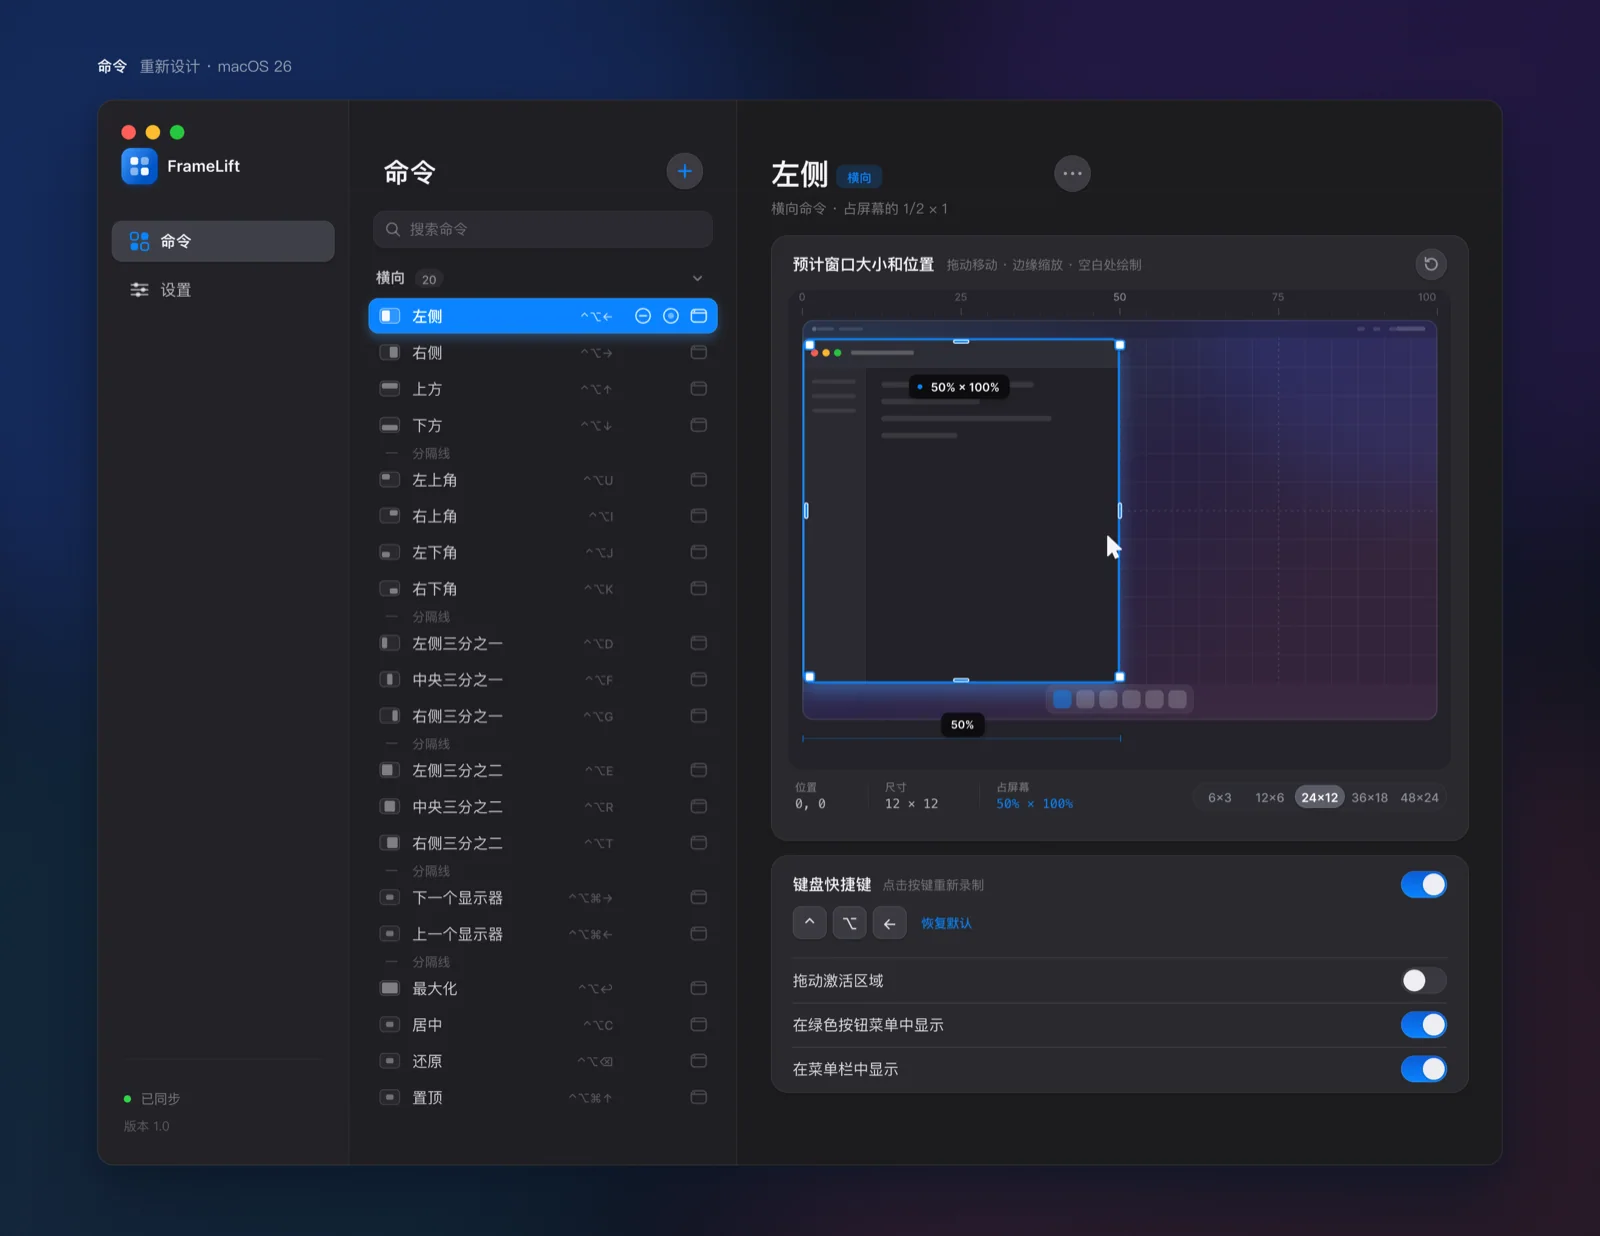 命令 重新设计 · macOS 26
FrameLift
命令
设置
已同步
版本 1.0
命令
搜索命令
横向 20
左侧 ^⌥←
右侧 ^⌥→
上方 ^⌥↑
下方 ^⌥↓
分隔线
左上角 ^⌥U
右上角 ^⌥I
左下角 ^⌥J
右下角 ^⌥K
分隔线
左侧三分之一 ^⌥D
中央三分之一 ^⌥F
右侧三分之一 ^⌥G
分隔线
左侧三分之二 ^⌥E
中央三分之二 ^⌥R
右侧三分之二 ^⌥T
分隔线
下一个显示器 ^⌥⌘→
上一个显示器 ^⌥⌘←
分隔线
最大化 ^⌥↩
居中 ^⌥C
还原 ^⌥⌫
置顶 ^⌥⌘↑
左侧 横向
横向命令 · 占屏幕的 1/2 × 1
预计窗口大小和位置 拖动移动 · 边缘缩放 · 空白处绘制
0 25 50 75 100
50% × 100%
50%
位置 尺寸 占屏幕
0, 0 12 × 12 50% × 100%
6×3 12×6 24×12 36×18 48×24
键盘快捷键 点击按键重新录制
^ ⌥ ← 恢复默认
拖动激活区域
在绿色按钮菜单中显示
在菜单栏中显示